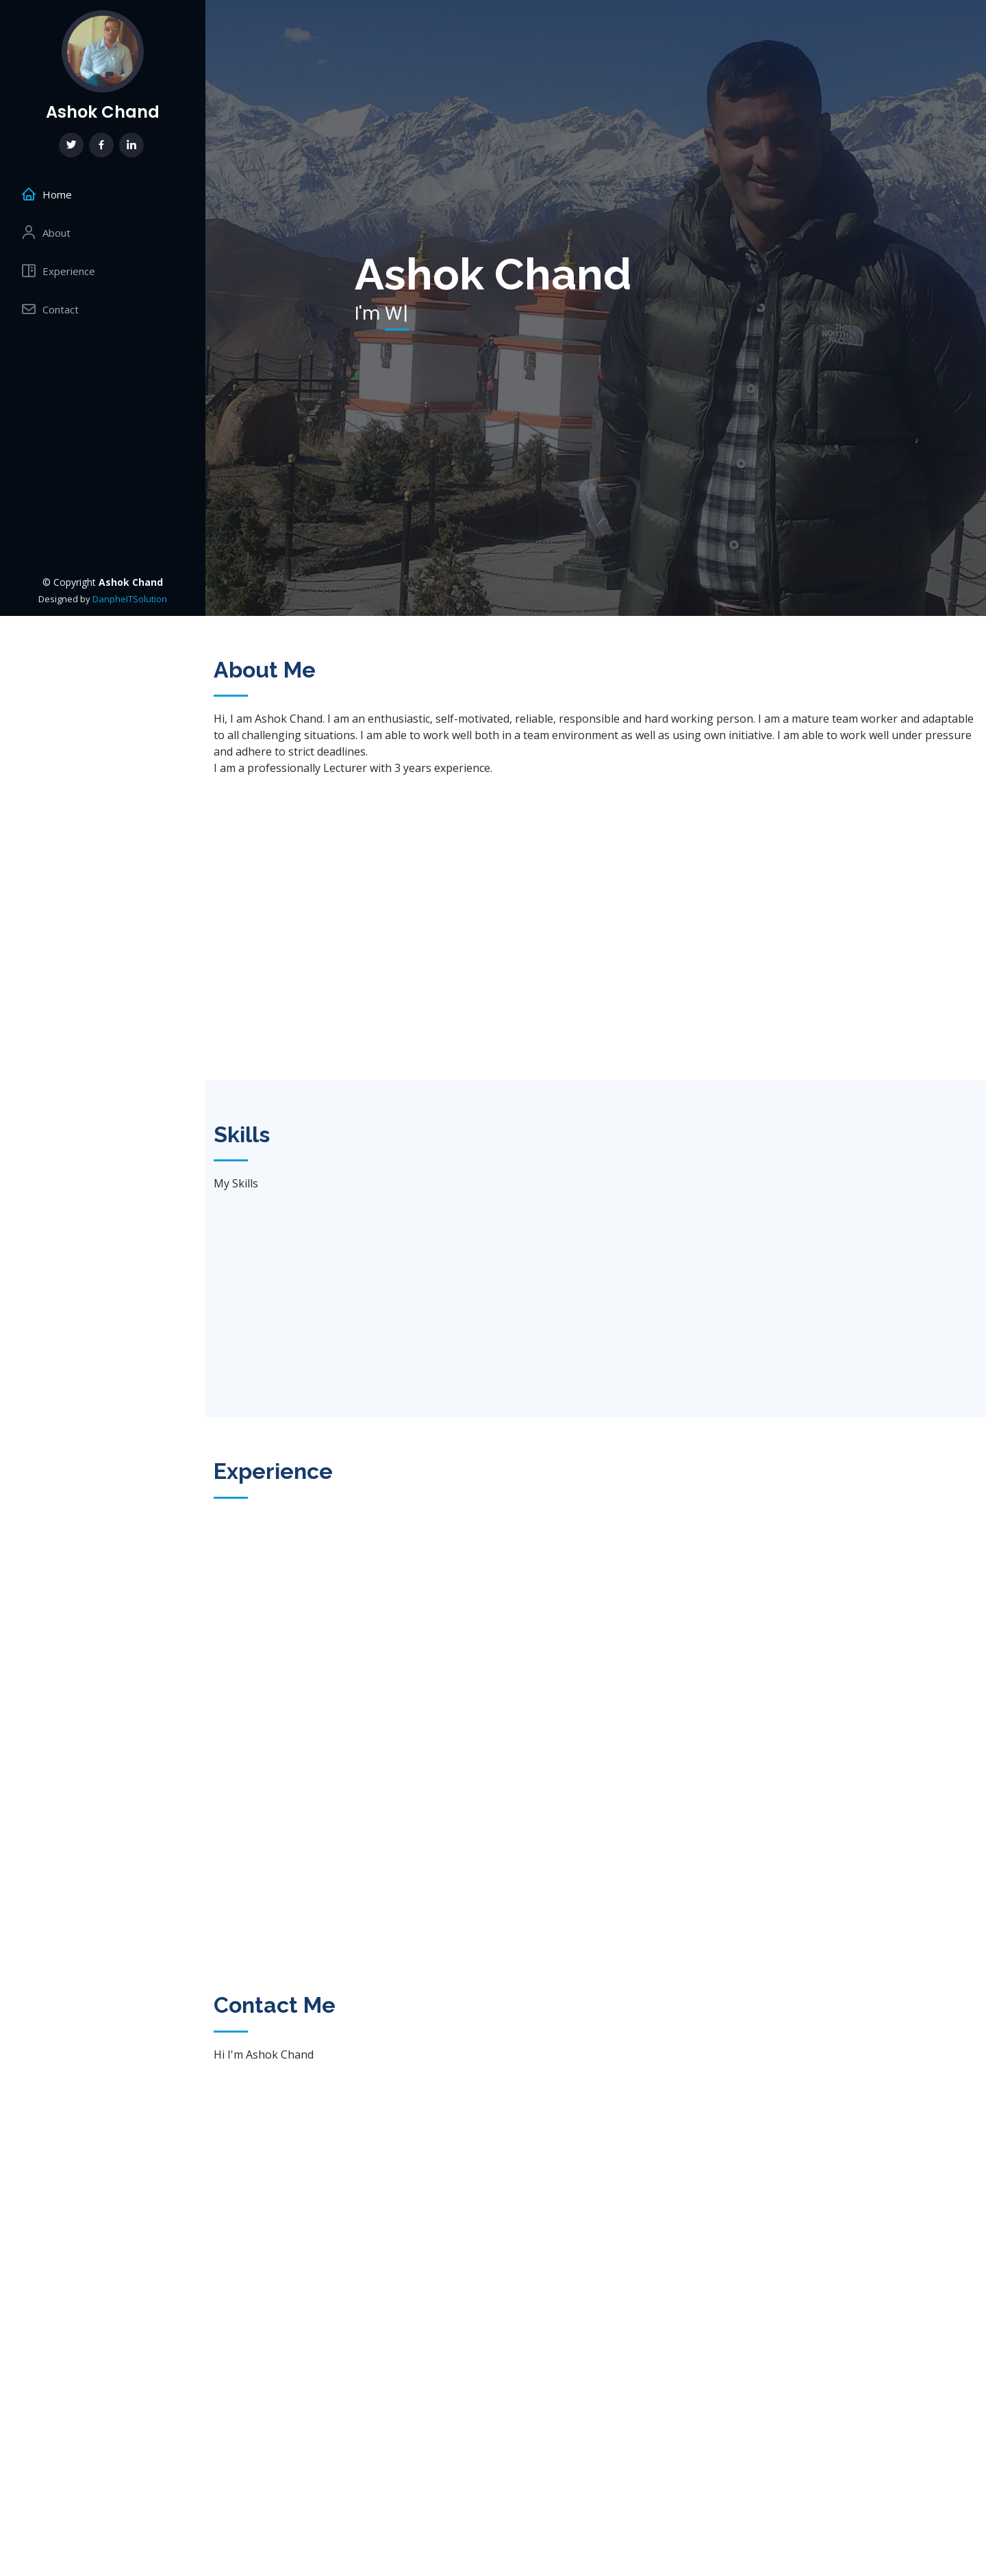 Ashok Chand
Home
About
Experience
Contact
© Copyright Ashok Chand
Designed by DanpheITSolution
Ashok Chand
I'm W|
THE
NORTH
FACE
About Me
Hi, I am Ashok Chand. I am an enthusiastic, self-motivated, reliable, responsible and hard working person. I am a mature team worker and adaptable
to all challenging situations. I am able to work well both in a team environment as well as using own initiative. I am able to work well under pressure
and adhere to strict deadlines.
I am a professionally Lecturer with 3 years experience.
Skills
My Skills
Experience
Contact Me
Hi I'm Ashok Chand